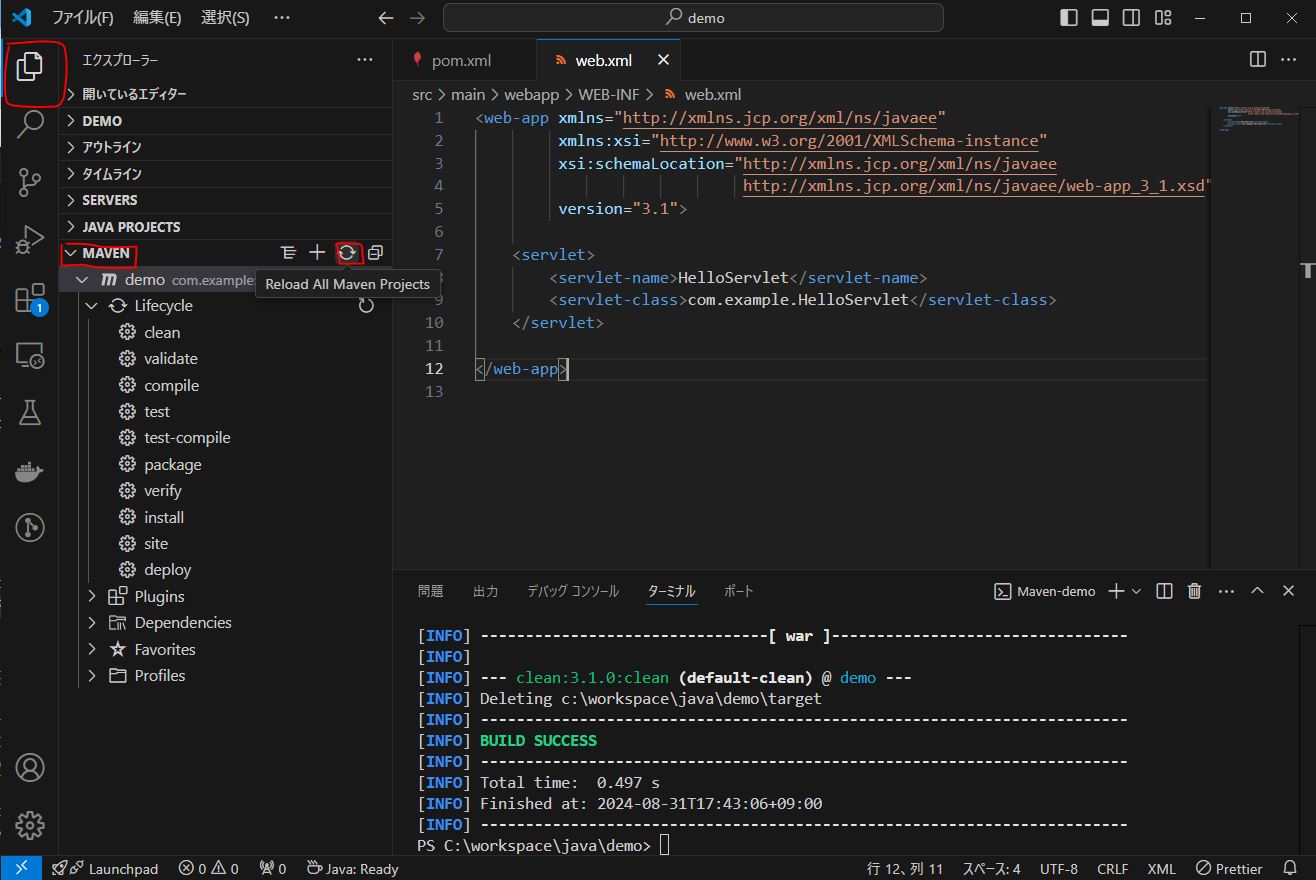 ファイル(F) 編集(E) 選択(S) ··· demo
エクスプローラー ···
pom.xml web.xml
開いているエディター
DEMO
アウトライン
タイムライン
SERVERS
JAVA PROJECTS
MAVEN
demo com.example
Reload All Maven Projects
Lifecycle
clean
validate
compile
test
test-compile
package
verify
install
site
deploy
Plugins
Dependencies
Favorites
Profiles
1
src > main > webapp > WEB-INF > web.xml
1 <web-app xmlns="http://xmlns.jcp.org/xml/ns/javaee"
2 xmlns:xsi="http://www.w3.org/2001/XMLSchema-instance"
3 xsi:schemaLocation="http://xmlns.jcp.org/xml/ns/javaee
4 http://xmlns.jcp.org/xml/ns/javaee/web-app_3_1.xsd"
5 version="3.1">
6
7 <servlet>
8 <servlet-name>HelloServlet</servlet-name>
9 <servlet-class>com.example.HelloServlet</servlet-class>
10 </servlet>
11
12 </web-app>
13
問題 出力 デバッグ コンソール ターミナル ポート Maven-demo
[INFO] --------------------------------[ war ]---------------------------------
[INFO]
[INFO] --- clean:3.1.0:clean (default-clean) @ demo ---
[INFO] Deleting c:\workspace\java\demo\target
[INFO] ------------------------------------------------------------------------
[INFO] BUILD SUCCESS
[INFO] ------------------------------------------------------------------------
[INFO] Total time:  0.497 s
[INFO] Finished at: 2024-08-31T17:43:06+09:00
[INFO] ------------------------------------------------------------------------
PS C:\workspace\java\demo>
Launchpad 0 0 0 Java: Ready 行 12、列 11 スペース: 4 UTF-8 CRLF XML Prettier